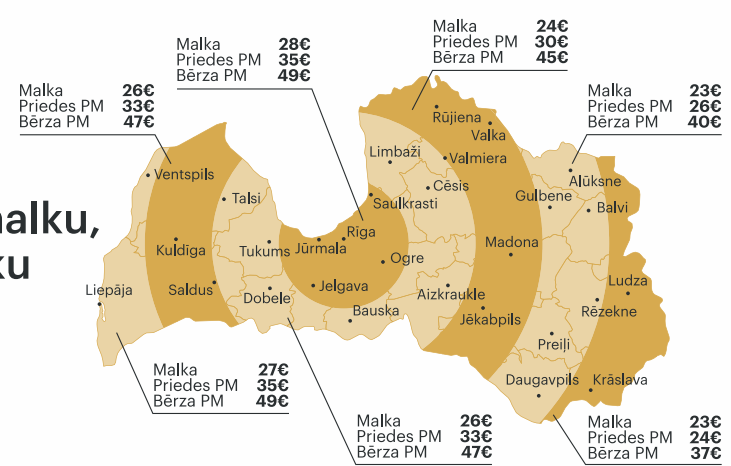 Malka 24€
Priedes PM 30€
Bērza PM 45€
Malka 28€
Priedes PM 35€
Bērza PM 49€
Malka 26€
Priedes PM 33€
Bērza PM 47€
Malka 23€
Priedes PM 26€
Bērza PM 40€
Rūjiena
Valka
Limbaži
Valmiera
Ventspils
Cēsis
Alūksne
Talsi
Saulkrasti
Gulbene
Balvi
alku,
ku
Rīga
Kuldīga
Tukums
Jūrmala
Madona
Ogre
Liepāja
Saldus
Dobele
Jelgava
Aizkraukle
Ludza
Bauska
Jēkabpils
Rēzekne
Preiļi
Daugavpils
Krāslava
Malka 27€
Priedes PM 35€
Bērza PM 49€
Malka 26€
Priedes PM 33€
Bērza PM 47€
Malka 23€
Priedes PM 24€
Bērza PM 37€